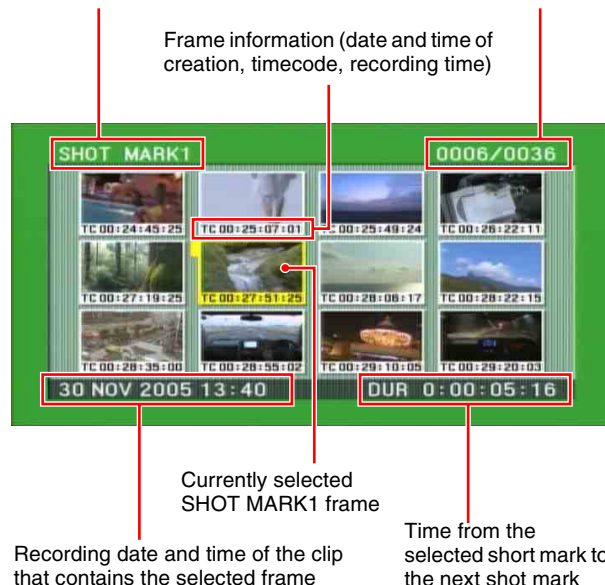 Frame information (date and time of
creation, timecode, recording time)
SHOT MARK1
0006/0036
TC 00:24:45:25
TC 00:25:07:01
TC 00:25:49:24
TC 00:26:22:11
TC 00:27:19:25
TC 00:27:51:25
TC 00:28:08:17
TC 00:28:22:15
TC 00:28:35:00
TC 00:28:55:02
TC 00:29:10:05
TC 00:29:20:03
30 NOV 2005 13:40
DUR 0:00:05:16
Currently selected
SHOT MARK1 frame
Recording date and time of the clip
that contains the selected frame
Time from the
selected short mark to
the next shot mark